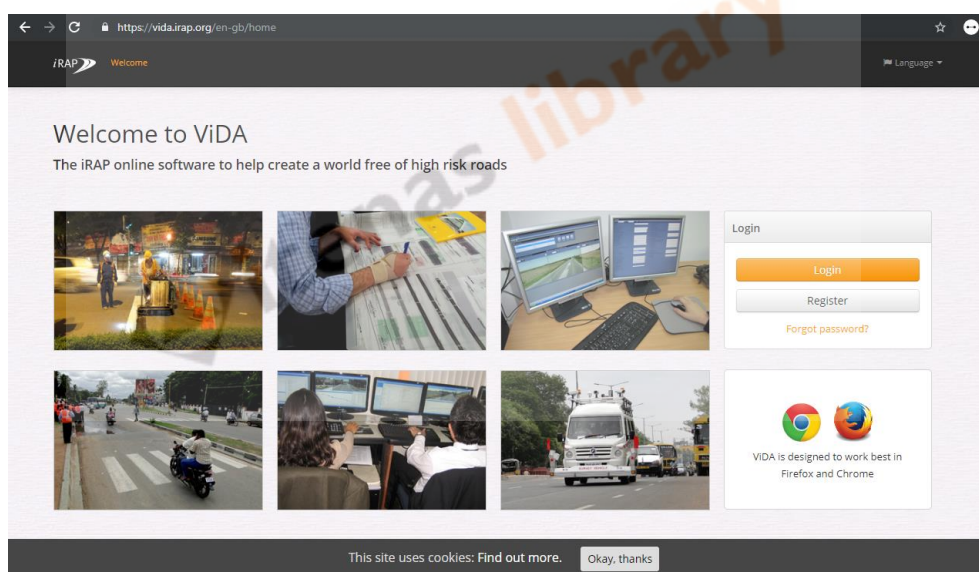 https://vida.irap.org/en-gb/home
iRAP
Welcome
Language
Welcome to ViDA
The iRAP online software to help create a world free of high risk roads
Login
Login
Register
Forgot password?
ViDA is designed to work best in
Firefox and Chrome
This site uses cookies: Find out more.
Okay, thanks
library